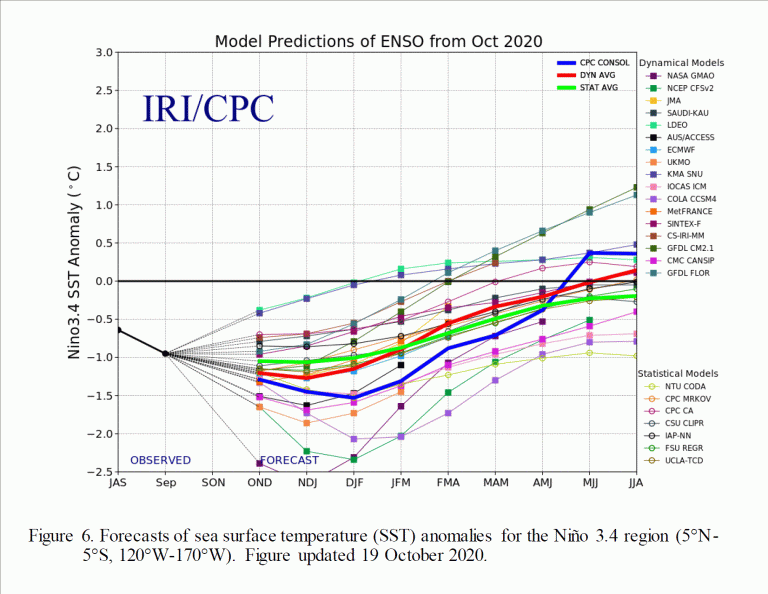 Model Predictions of ENSO from Oct 2020
IRI/CPC
Nino3.4 SST Anomaly (°C)
3.0
2.5
2.0
1.5
1.0
0.5
0.0
−0.5
−1.0
−1.5
−2.0
−2.5
OBSERVED FORECAST
JAS Sep SON OND NDJ DJF JFM FMA MAM AMJ MJJ JJA
CPC CONSOL
DYN AVG
STAT AVG
Dynamical Models
NASA GMAO
NCEP CFSv2
JMA
SAUDI-KAU
LDEO
AUS/ACCESS
ECMWF
UKMO
KMA SNU
IOCAS ICM
COLA CCSM4
MetFRANCE
SINTEX-F
CS-IRI-MM
GFDL CM2.1
CMC CANSIP
GFDL FLOR
Statistical Models
NTU CODA
CPC MRKOV
CPC CA
CSU CLIPR
IAP-NN
FSU REGR
UCLA-TCD
Figure 6. Forecasts of sea surface temperature (SST) anomalies for the Niño 3.4 region (5°N-
5°S, 120°W-170°W). Figure updated 19 October 2020.